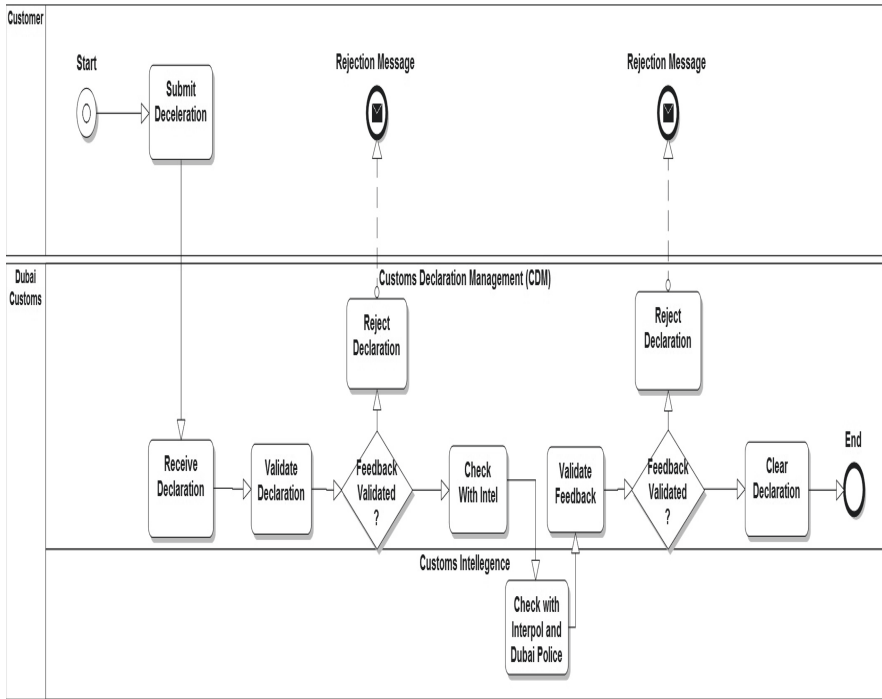 Customer
Start
Submit
Deceleration
Rejection Message
Rejection Message
Dubai
Customs
Customs Declaration Management (CDM)
Reject
Declaration
Reject
Declaration
Receive
Declaration
Validate
Declaration
Feedback
Validated
?
Check
With Intel
Validate
Feedback
Feedback
Validated
?
Clear
Declaration
End
Customs Intellegence
Check with
Interpol and
Dubai Police